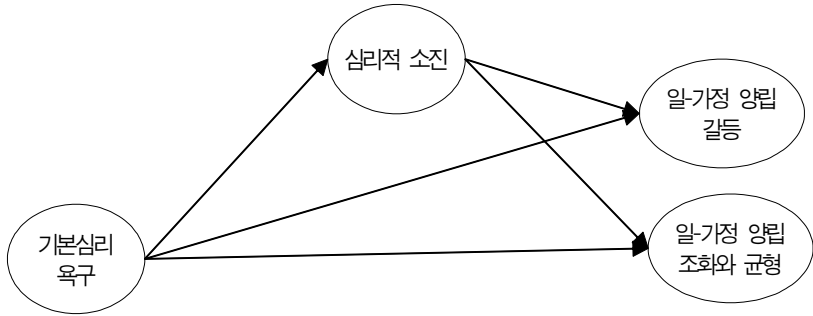 심리적 소진
일-가정 양립
갈등
기본심리
욕구
일-가정 양립
조화와 균형